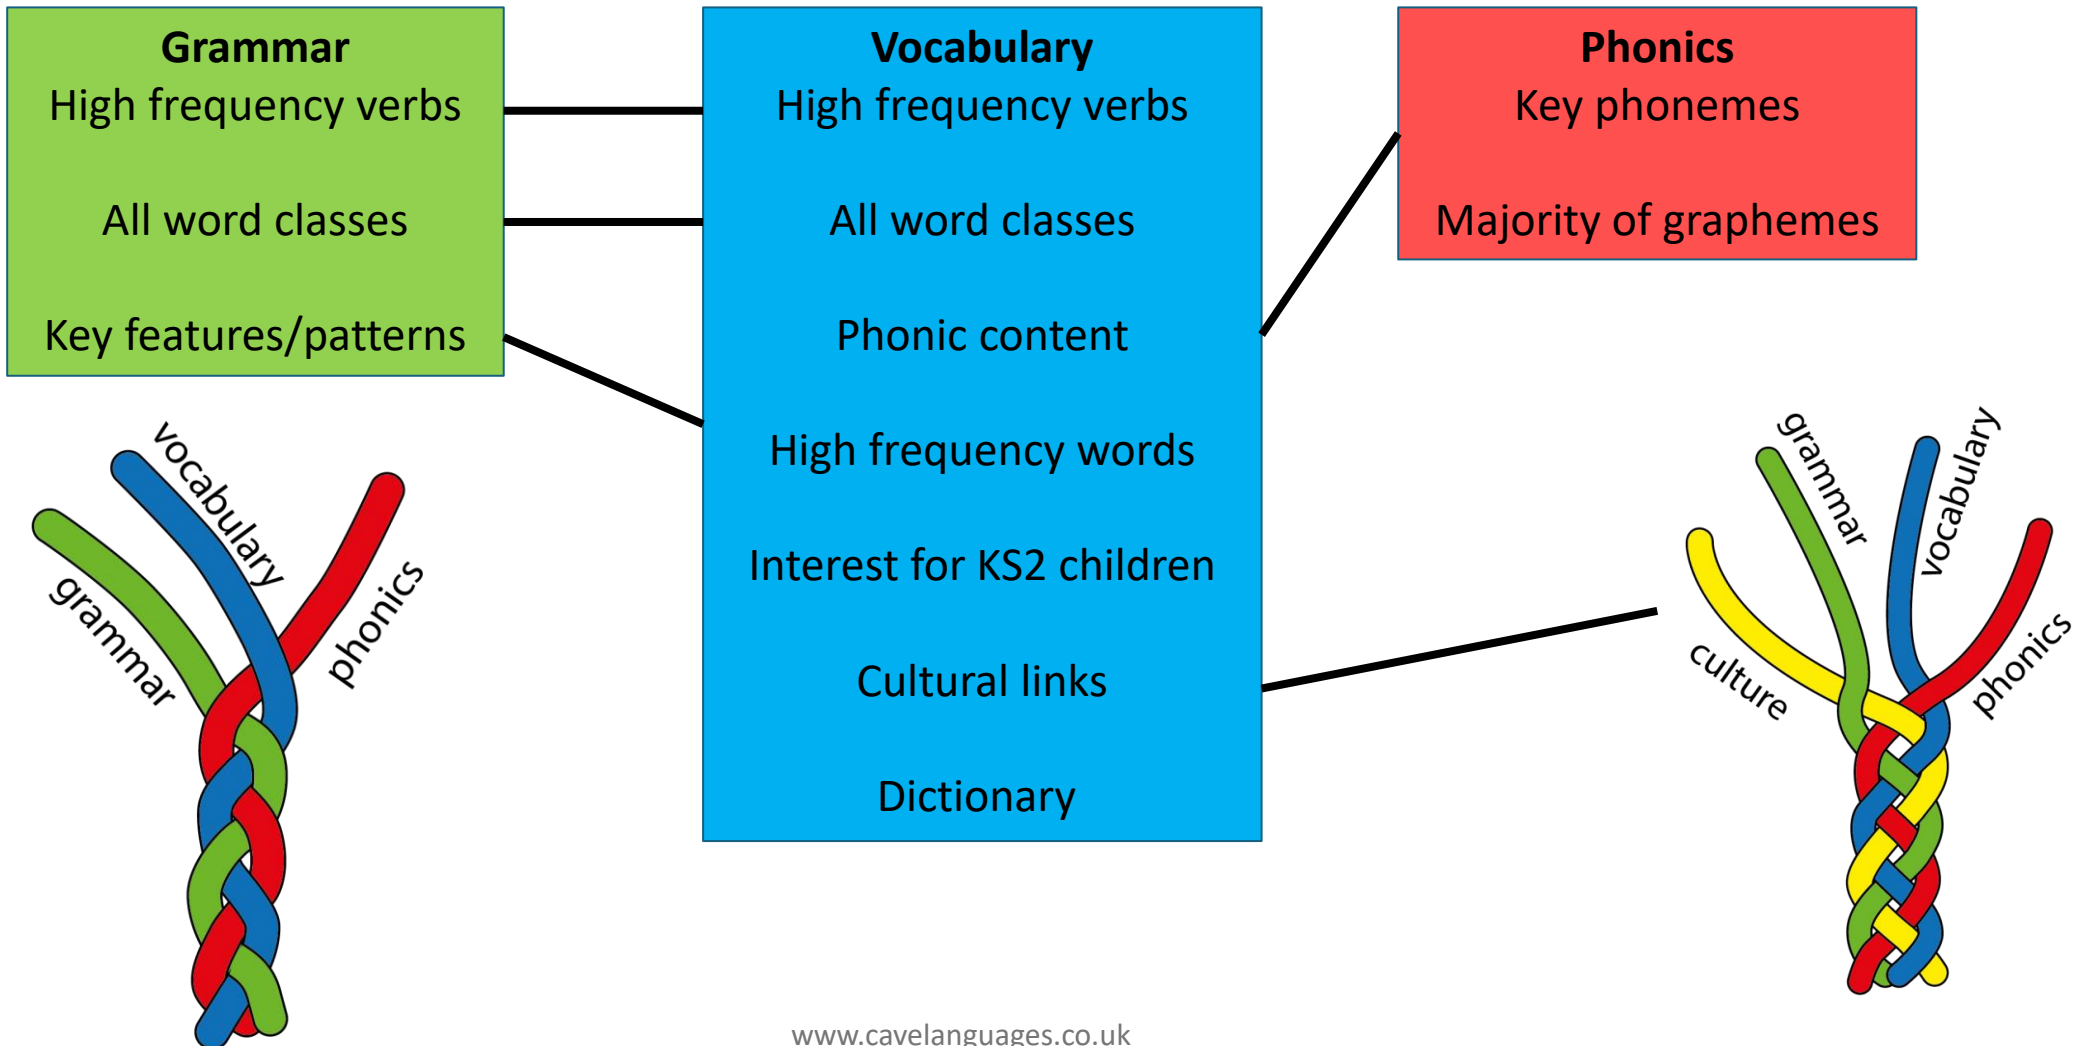 Grammar
High frequency verbs
All word classes
Key features/patterns
Vocabulary
High frequency verbs
All word classes
Phonic content
High frequency words
Interest for KS2 children
Cultural links
Dictionary
Phonics
Key phonemes
Majority of graphemes
grammar
vocabulary
phonics
culture
grammar
vocabulary
phonics
www.cavelanguages.co.uk